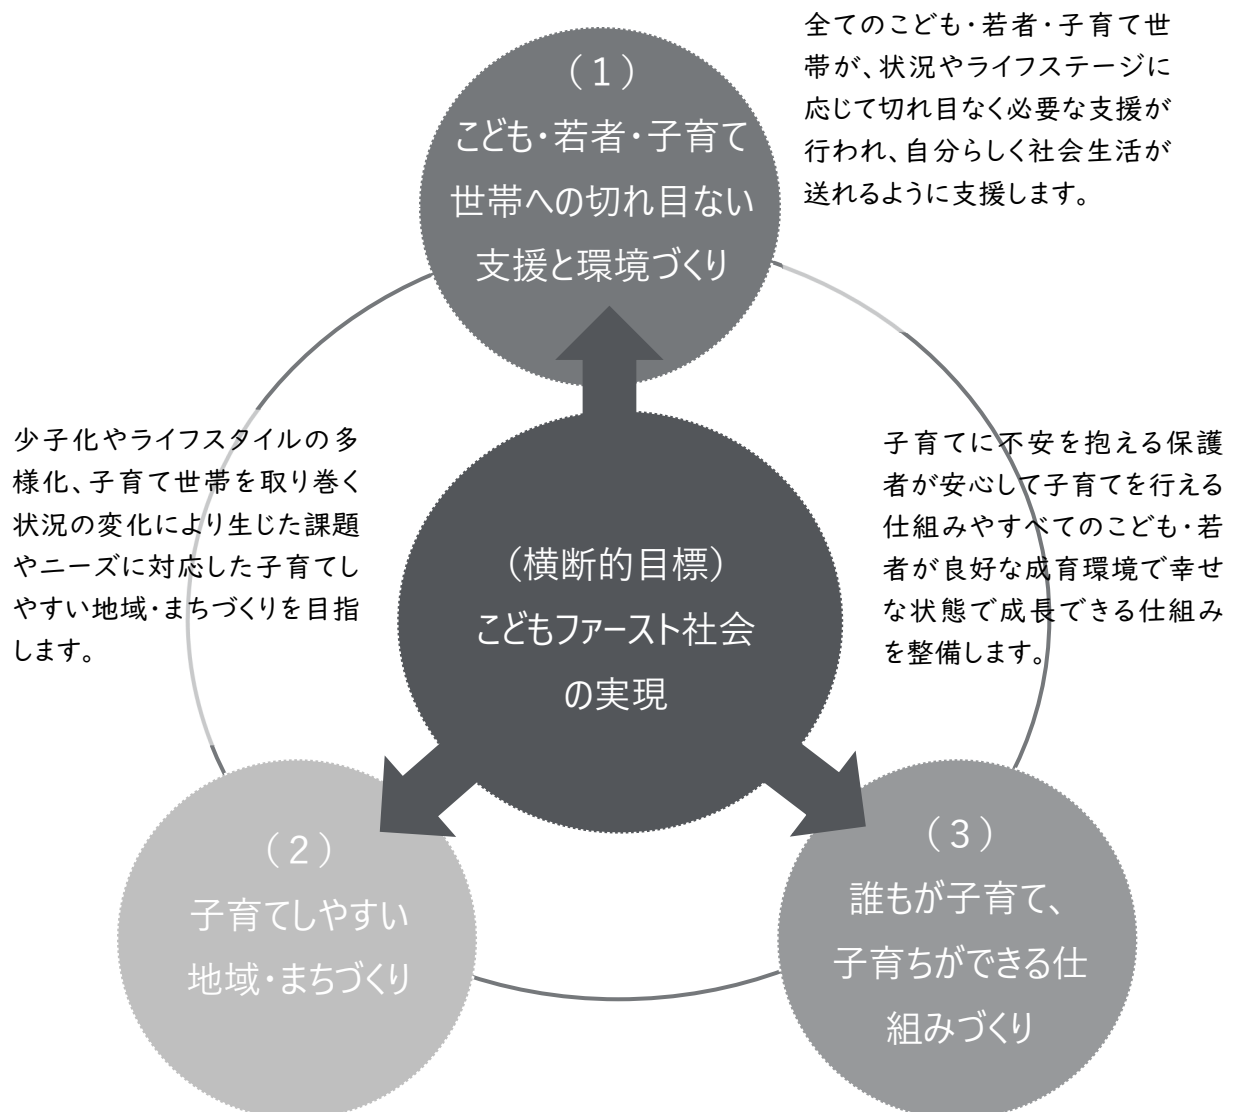 (1)
こども・若者・子育て
世帯への切れ目ない
支援と環境づくり
全てのこども・若者・子育て世
帯が、状況やライフステージに
応じて切れ目なく必要な支援が
行われ、自分らしく社会生活が
送れるように支援します。
少子化やライフスタイルの多
様化、子育て世帯を取り巻く
状況の変化により生じた課題
やニーズに対応した子育てし
やすい地域・まちづくりを目指
します。
(横断的目標)
こどもファースト社会
の実現
子育てに不安を抱える保護
者が安心して子育てを行える
仕組みやすべてのこども・若
者が良好な成育環境で幸せ
な状態で成長できる仕組み
を整備します。
(2)
子育てしやすい
地域・まちづくり
(3)
誰もが子育て、
子育ちができる仕
組みづくり